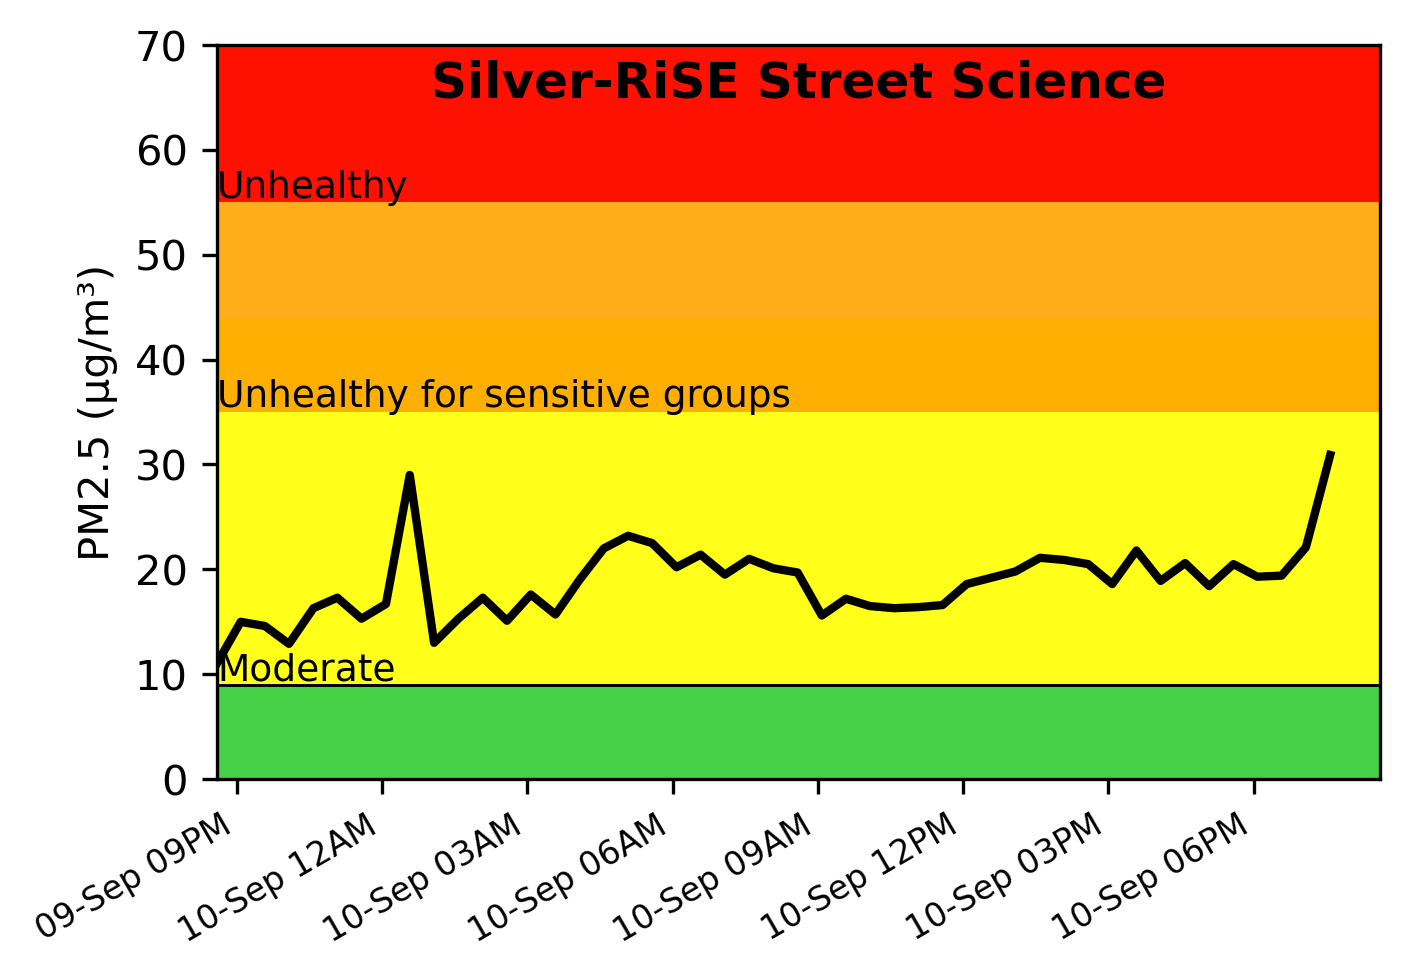 Silver-RiSE Street Science
70
60
Unhealthy
50
40
Unhealthy for sensitive groups
30
20
Moderate
10
0
PM2.5 (µg/m³)
09-Sep 09PM
10-Sep 12AM
10-Sep 03AM
10-Sep 06AM
10-Sep 09AM
10-Sep 12PM
10-Sep 03PM
10-Sep 06PM